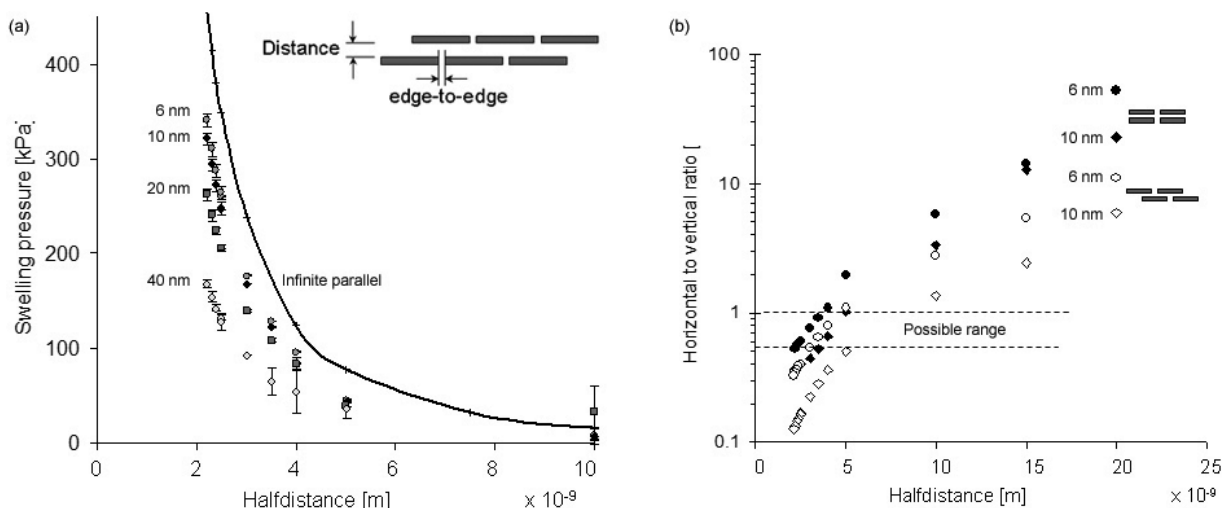 (a)
Swelling pressure [kPa]
400
300
200
100
0
6 nm
10 nm
20 nm
40 nm
Distance
edge-to-edge
Infinite parallel
0
2
4
6
8
10
Halfdistance [m]
× 10-9
(b)
Horizontal to vertical ratio [
100
10
1
0.1
6 nm
10 nm
6 nm
10 nm
Possible range
0
5
10
15
20
25
Halfdistance [m]
× 10-9